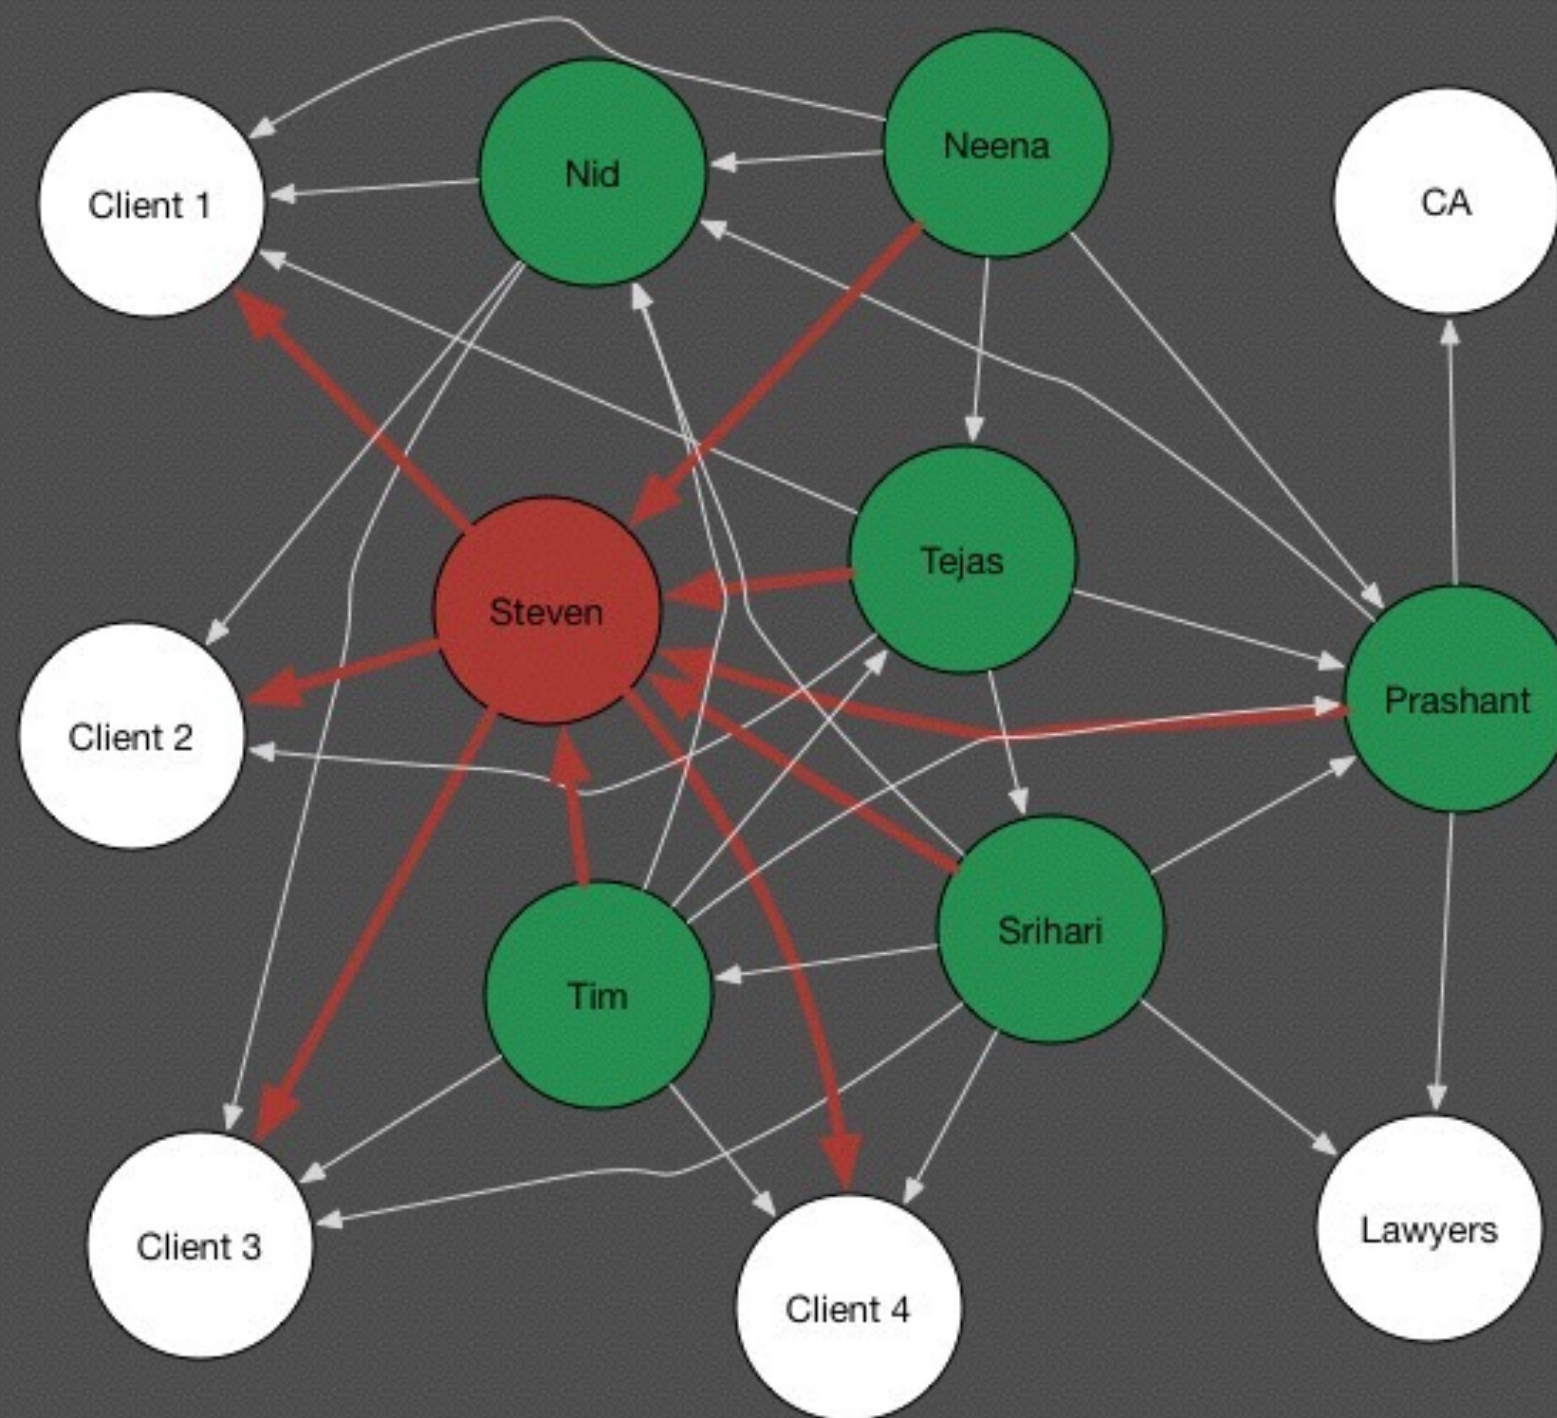 Neena
Nid
CA
Client 1
Tejas
Steven
Prashant
Client 2
Srihari
Tim
Lawyers
Client 3
Client 4